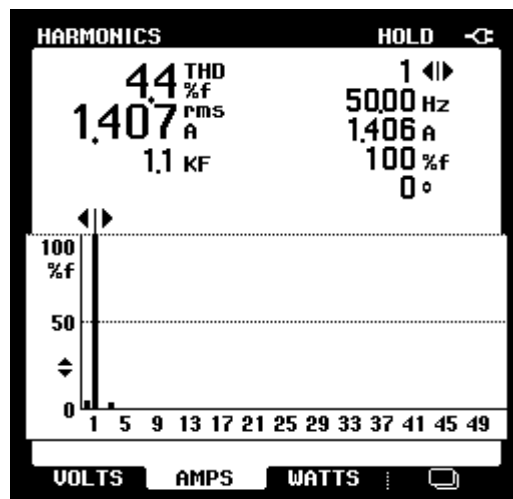 HARMONICS HOLD
4.4 THD %f 1
1.407 rms A 50.00 Hz
1.406 A
1.1 KF 100 %f
0 °
100
%f
50
0
1 5 9 13 17 21 25 29 33 37 41 45 49
VOLTS AMPS WATTS